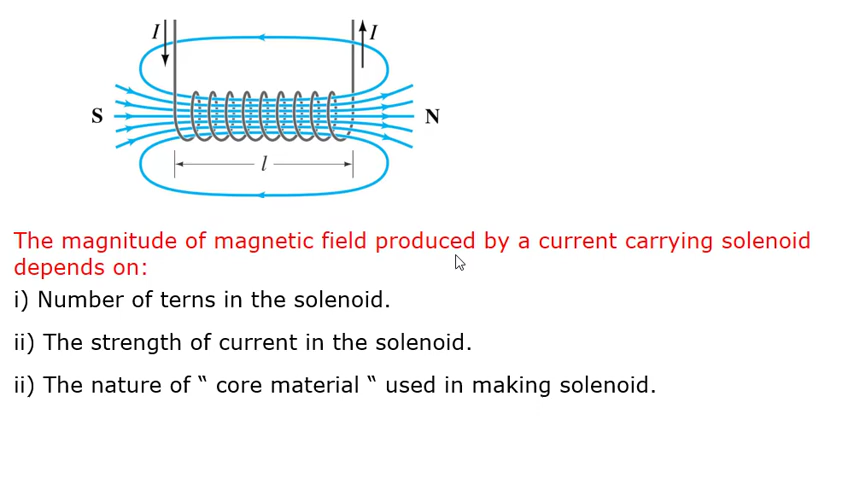 I I
S N
l
The magnitude of magnetic field produced by a current carrying solenoid
depends on:
i) Number of terns in the solenoid.
ii) The strength of current in the solenoid.
ii) The nature of “ core material “ used in making solenoid.